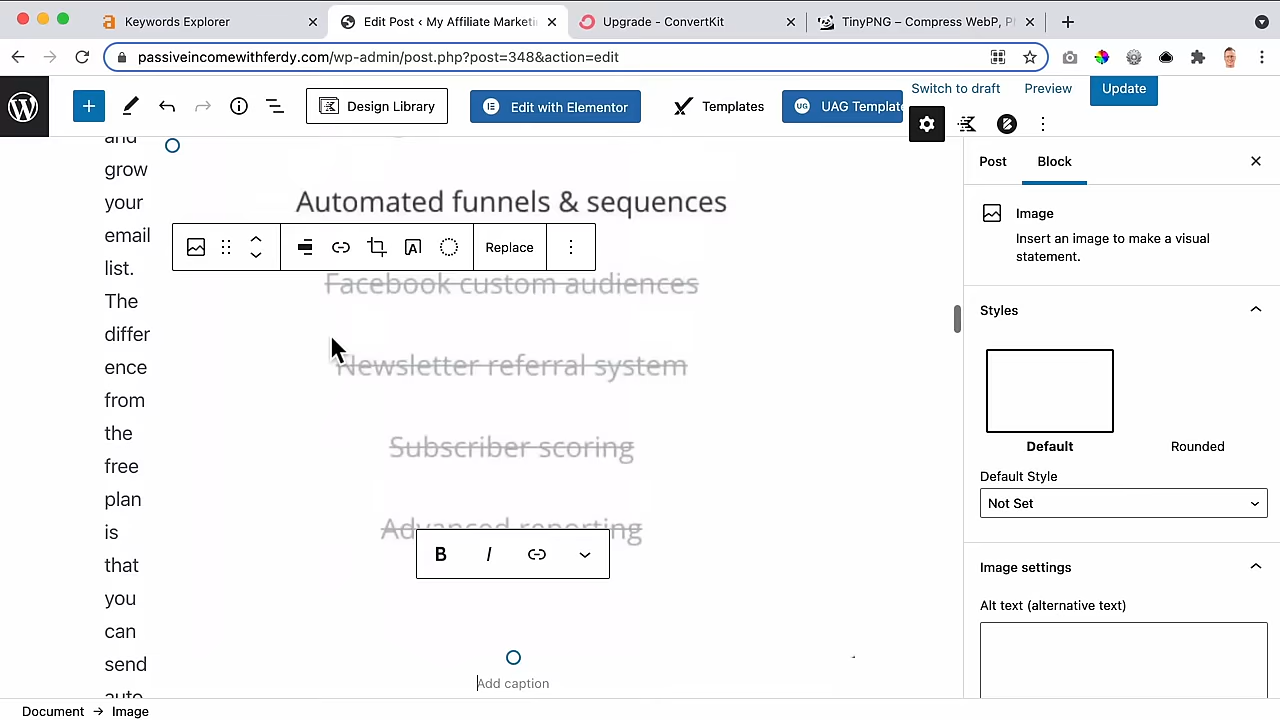 Keywords Explorer
Edit Post ‹ My Affiliate Marketi
Upgrade - ConvertKit
TinyPNG – Compress WebP, P
passiveincomewithferdy.com/wp-admin/post.php?post=348&action=edit
Design Library
Edit with Elementor
Templates
UAG Template
Switch to draft
Preview
Update
and
grow
your
email
list.
The
differ
ence
from
the
free
plan
is
that
you
can
send
auto
Automated funnels & sequences
Replace
Facebook custom audiences
Newsletter referral system
Subscriber scoring
Advanced reporting
B I
Add caption
Post
Block
Image
Insert an image to make a visual
statement.
Styles
Default
Rounded
Default Style
Not Set
Image settings
Alt text (alternative text)
Document → Image